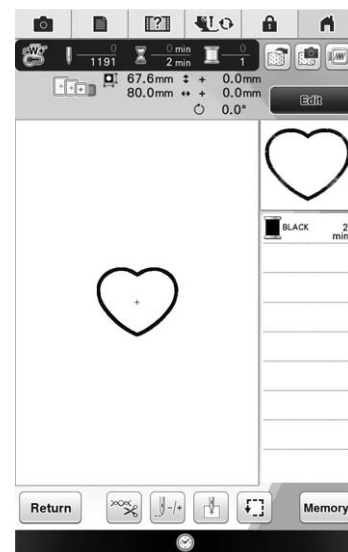 [?]
W+
0 0 min 0
1191 2 min 1
67.6mm + 0.0mm
80.0mm + 0.0mm
0.0°
Edit
BLACK 2
min
-/+
Return Memory